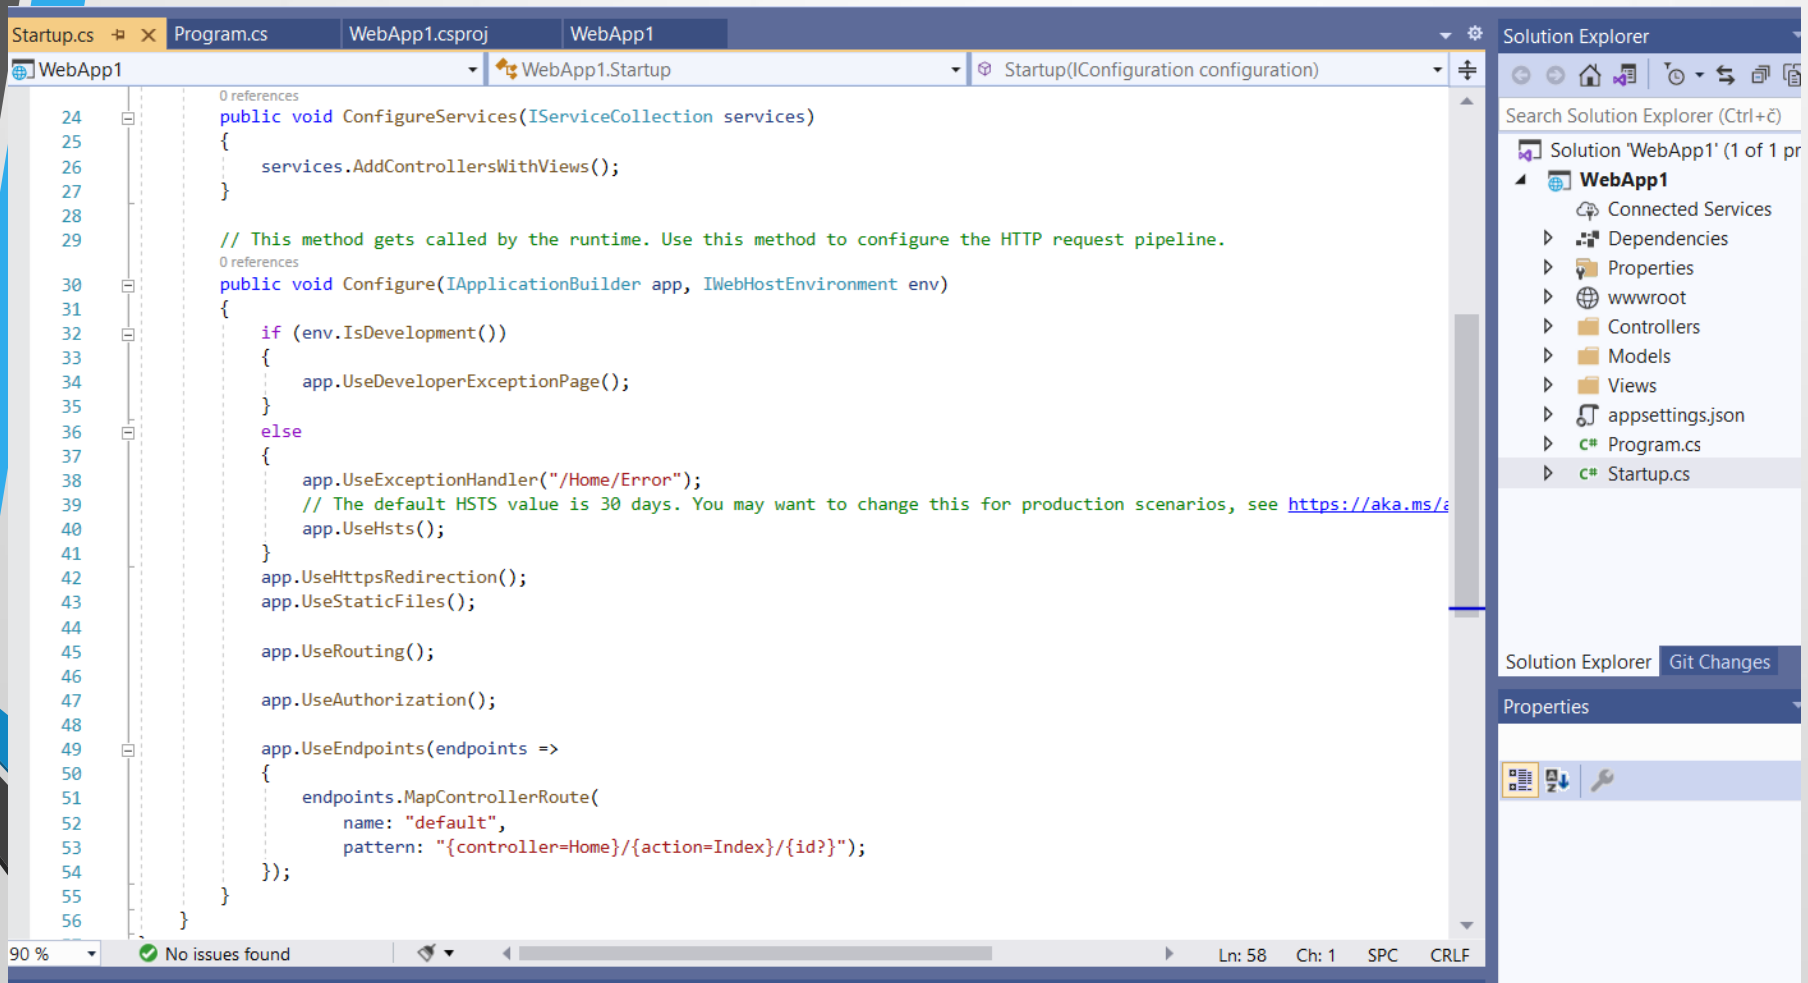 Startup.cs
Program.cs
WebApp1.csproj
WebApp1
WebApp1
WebApp1.Startup
Startup(IConfiguration configuration)
0 references
24 public void ConfigureServices(IServiceCollection services)
25 {
26 services.AddControllersWithViews();
27 }
28
29 // This method gets called by the runtime. Use this method to configure the HTTP request pipeline.
0 references
30 public void Configure(IApplicationBuilder app, IWebHostEnvironment env)
31 {
32 if (env.IsDevelopment())
33 {
34 app.UseDeveloperExceptionPage();
35 }
36 else
37 {
38 app.UseExceptionHandler("/Home/Error");
39 // The default HSTS value is 30 days. You may want to change this for production scenarios, see https://aka.ms/a
40 app.UseHsts();
41 }
42 app.UseHttpsRedirection();
43 app.UseStaticFiles();
44
45 app.UseRouting();
46
47 app.UseAuthorization();
48
49 app.UseEndpoints(endpoints =>
50 {
51 endpoints.MapControllerRoute(
52 name: "default",
53 pattern: "{controller=Home}/{action=Index}/{id?}");
54 });
55 }
56 }
90 %
No issues found
Ln: 58
Ch: 1
SPC
CRLF
Solution Explorer
Search Solution Explorer (Ctrl+č)
Solution 'WebApp1' (1 of 1 pr
WebApp1
Connected Services
Dependencies
Properties
wwwroot
Controllers
Models
Views
appsettings.json
C# Program.cs
C# Startup.cs
Solution Explorer
Git Changes
Properties